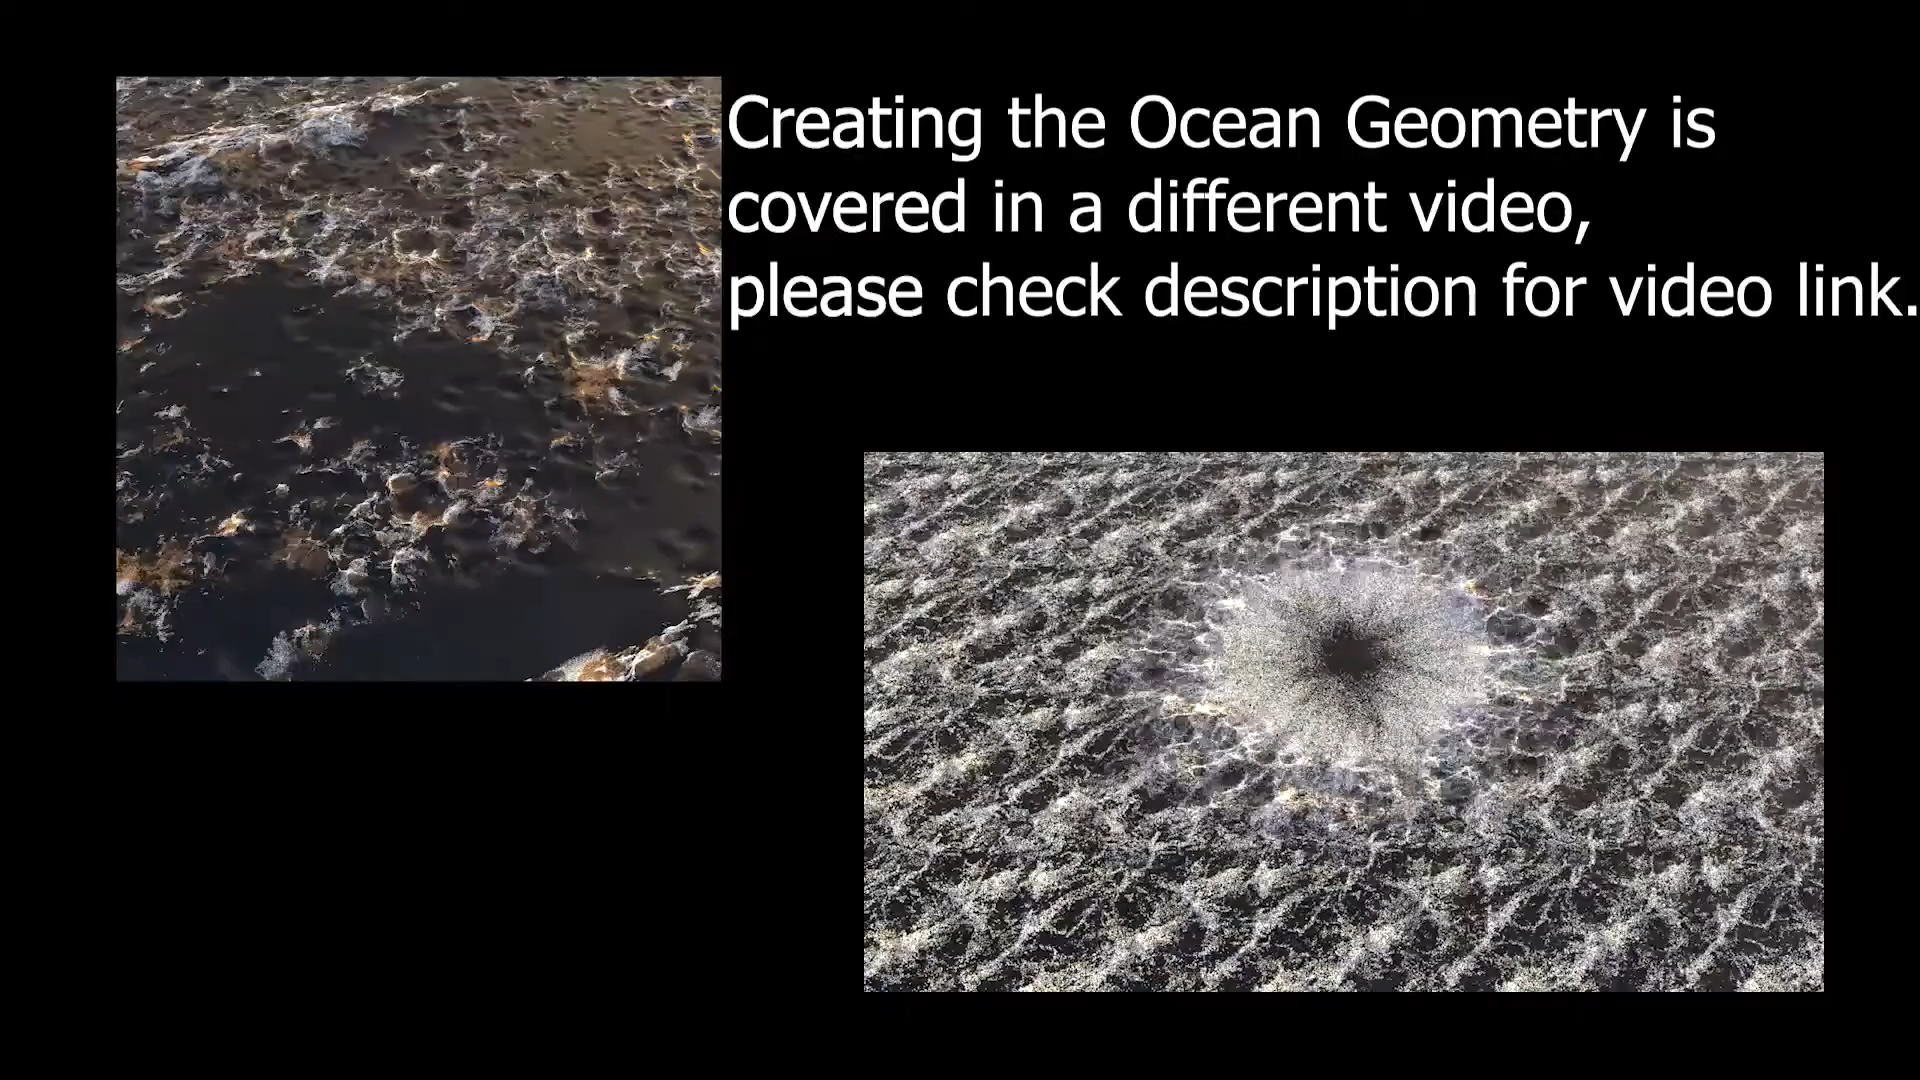 Creating the Ocean Geometry is
covered in a different video,
please check description for video link.